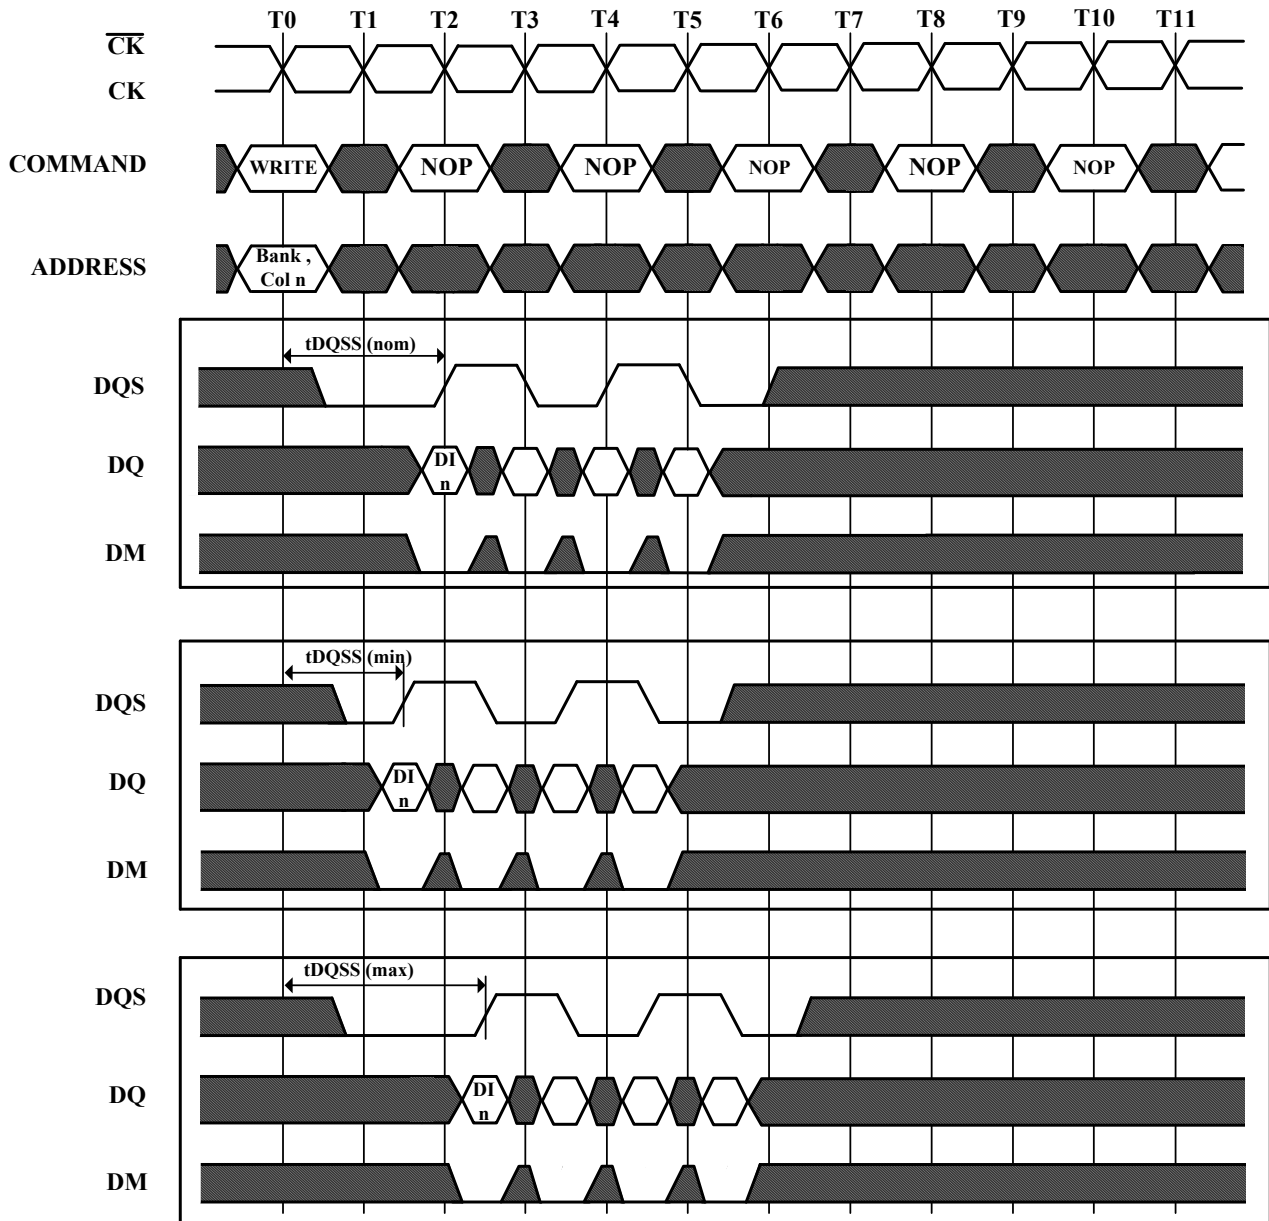 T0 T1 T2 T3 T4 T5 T6 T7 T8 T9 T10 T11
CK
CK
COMMAND WRITE NOP NOP NOP NOP NOP
ADDRESS Bank ,
Col n
tDQSS (nom)
DQS
DQ DI
n
DM
tDQSS (min)
DQS
DQ DI
n
DM
tDQSS (max)
DQS
DQ DI
n
DM